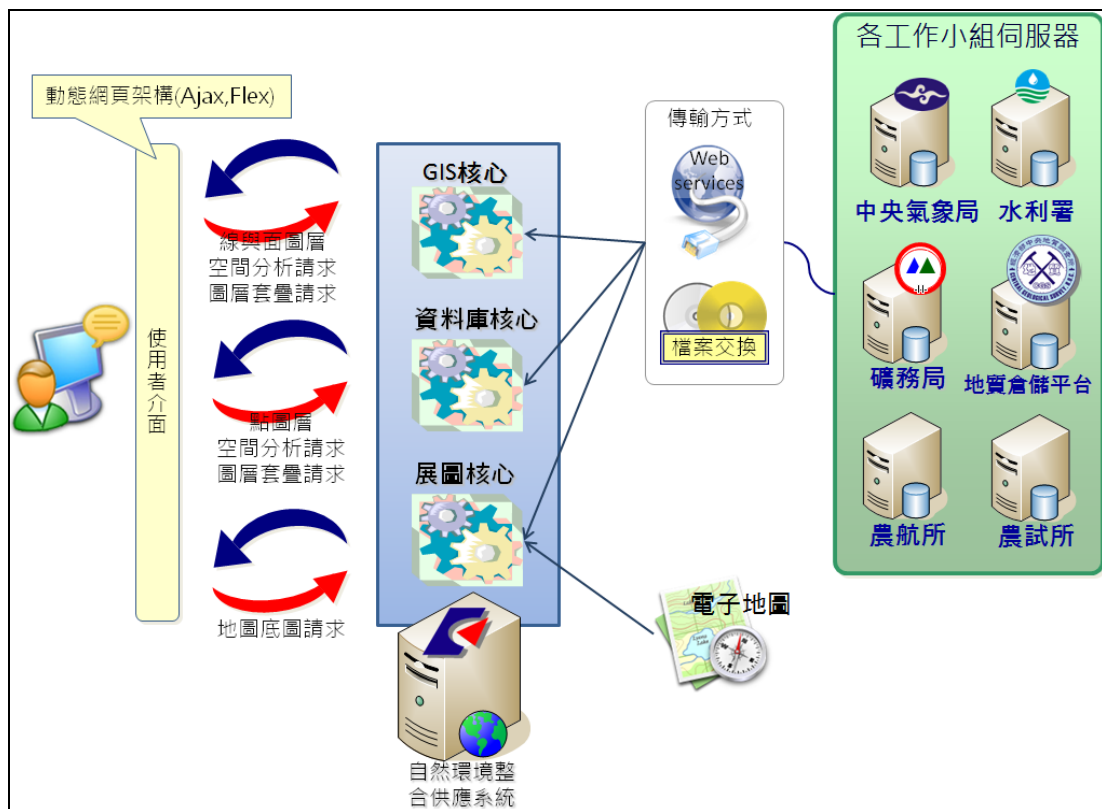 動態網頁架構(Ajax,Flex)
使用者介面
線與面圖層
空間分析請求
圖層套疊請求
點圖層
空間分析請求
圖層套疊請求
地圖底圖請求
GIS核心
資料庫核心
展圖核心
自然環境整
合供應系統
傳輸方式
Web
services
檔案交換
電子地圖
各工作小組伺服器
中央氣象局
水利署
礦務局
地質倉儲平台
農航所
農試所